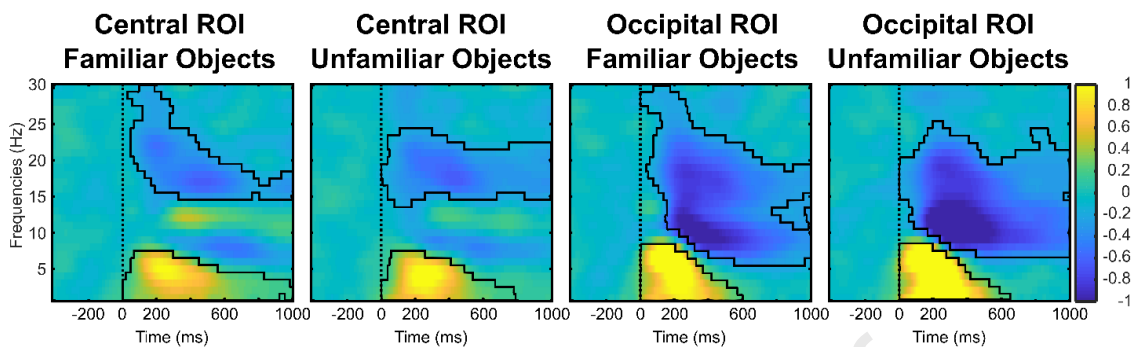 Central ROI
Familiar Objects
Central ROI
Unfamiliar Objects
Occipital ROI
Familiar Objects
Occipital ROI
Unfamiliar Objects
Frequencies (Hz)
30
25
20
15
10
5
-200 0 200 600 1000
Time (ms)
-200 0 200 600 1000
Time (ms)
-200 0 200 600 1000
Time (ms)
-200 0 200 600 1000
Time (ms)
1
0.8
0.6
0.4
0.2
0
-0.2
-0.4
-0.6
-0.8
-1